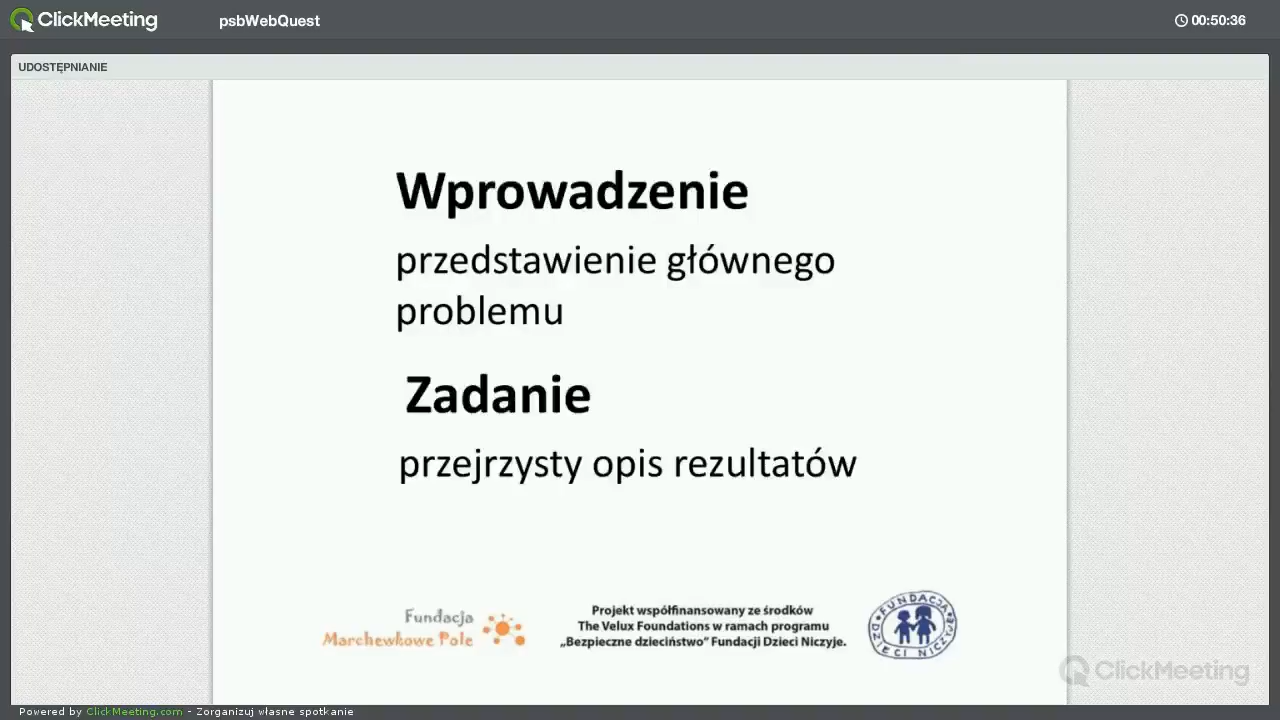 ClickMeeting psbWebQuest 00:50:36
UDOSTĘPNIANIE
Wprowadzenie
przedstawienie głównego
problemu
Zadanie
przejrzysty opis rezultatów
Fundacja
Marchewkowe Pole
Projekt współfinansowany ze środków
The Velux Foundations w ramach programu
„Bezpieczne dzieciństwo" Fundacji Dzieci Niczyje.
FUNDACJA
DZIECI NICZYJE
ClickMeeting
Powered by ClickMeeting.com - Zorganizuj własne spotkanie